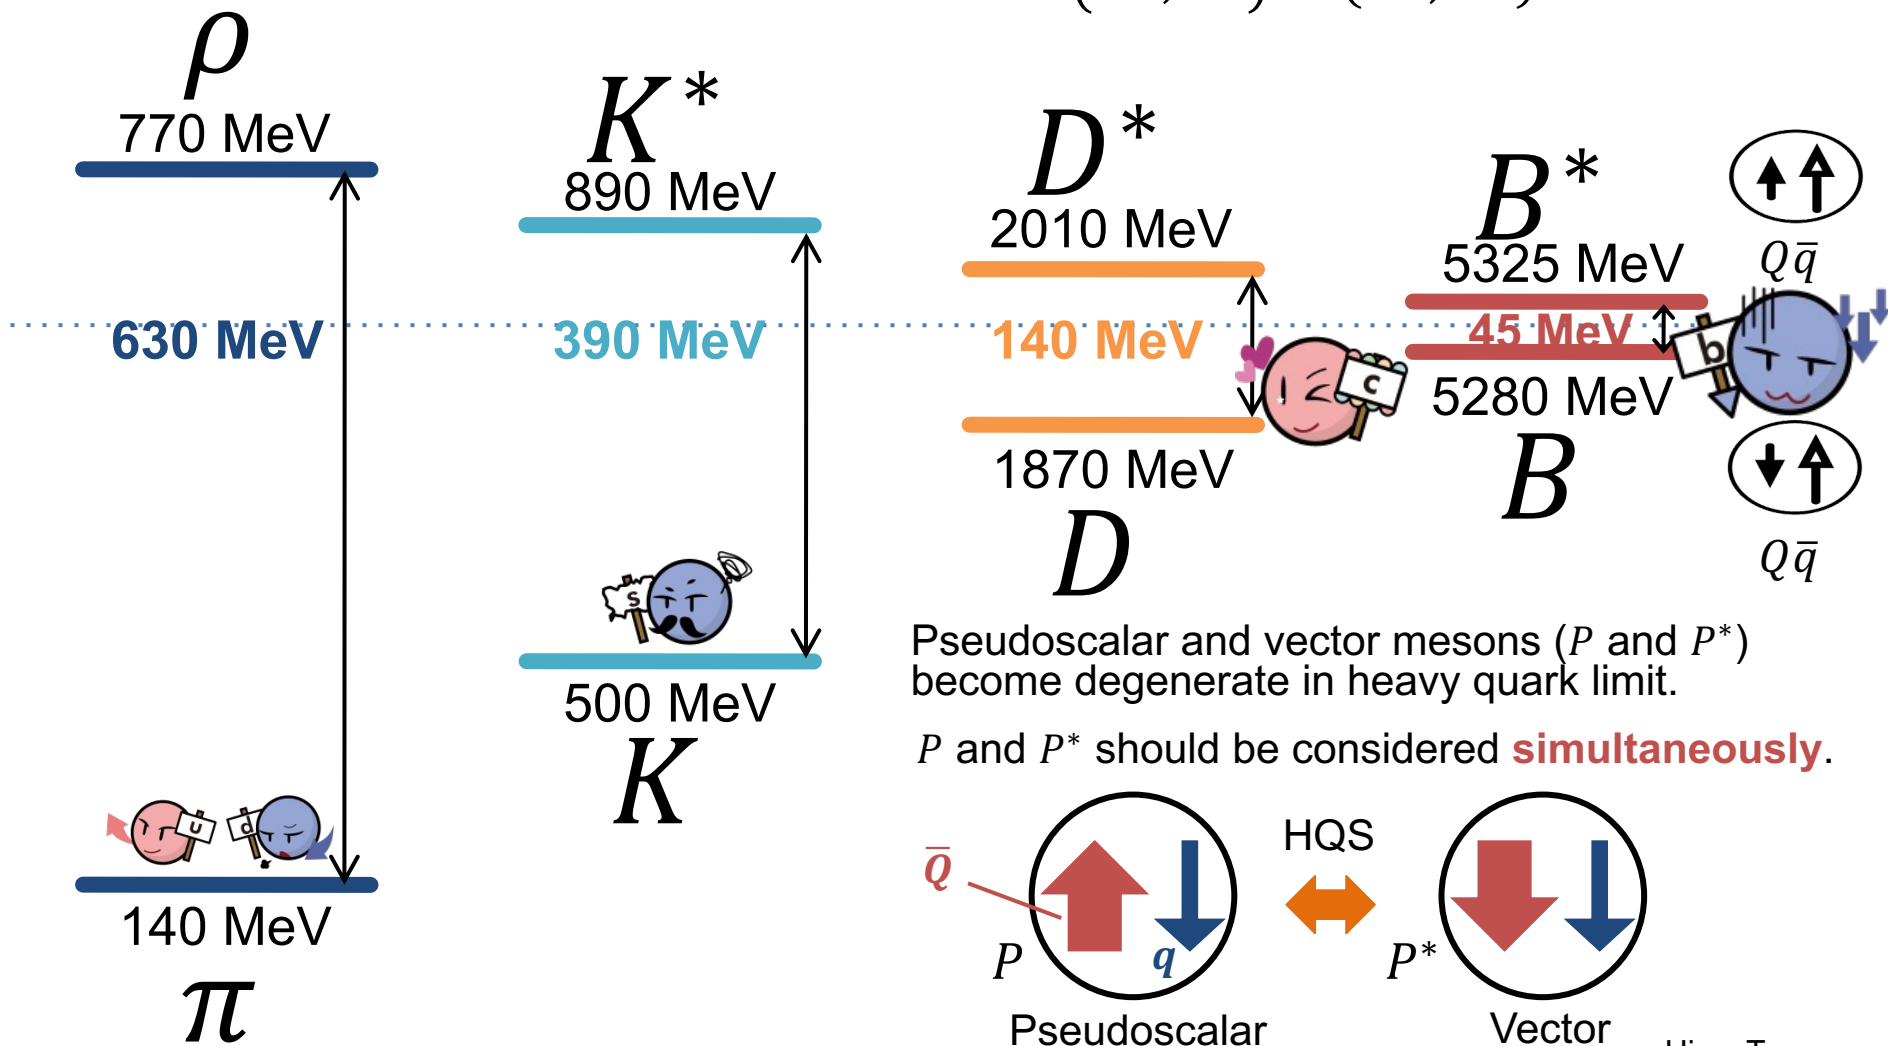 ρ
770 MeV
630 MeV
u
d
140 MeV
π
K*
890 MeV
390 MeV
s
500 MeV
K
D*
2010 MeV
140 MeV
c
1870 MeV
D
B*
5325 MeV
45 MeV
b
5280 MeV
B
Qq̄
Qq̄
Pseudoscalar and vector mesons (P and P*)
become degenerate in heavy quark limit.
P and P* should be considered simultaneously.
Q̄
q
P
Pseudoscalar
HQS
P*
Vector